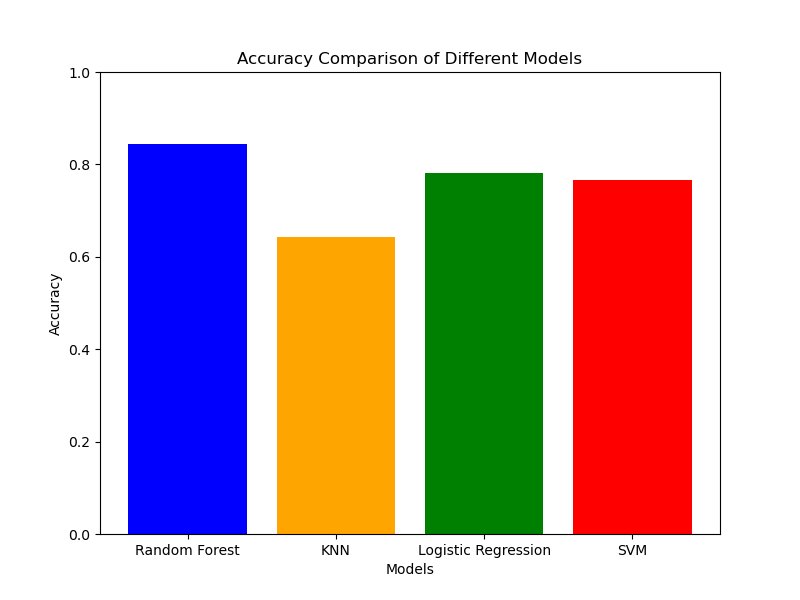 Accuracy Comparison of Different Models
1.0
0.8
0.6
0.4
0.2
0.0
Accuracy
Random Forest KNN Logistic Regression SVM
Models